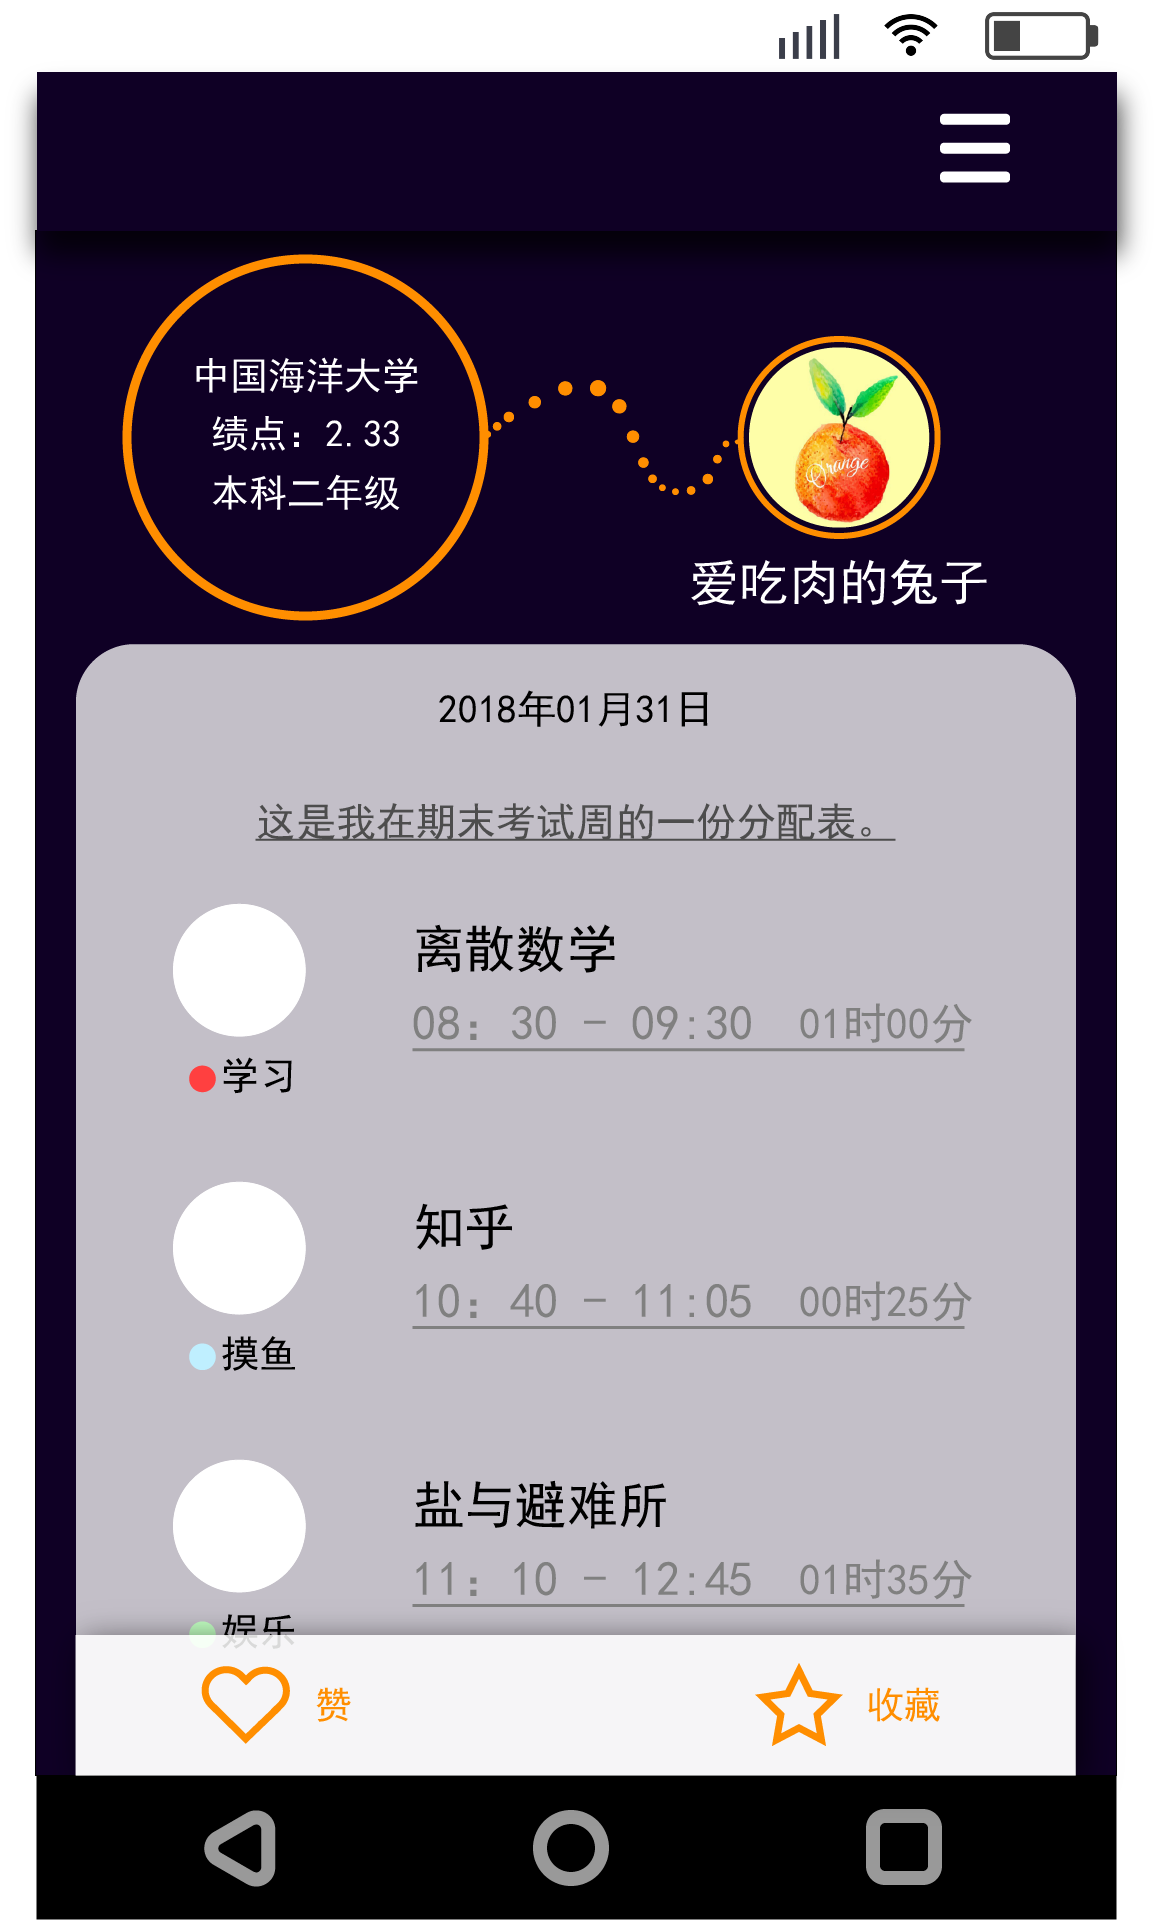 中国海洋大学
绩点：2.33
本科二年级
Orange
爱吃肉的兔子
2018年01月31日
这是我在期末考试周的一份分配表。
离散数学
08：30 - 09:30 01时00分
学习
知乎
10：40 - 11:05 00时25分
摸鱼
盐与避难所
11：10 - 12:45 01时35分
娱乐
赞 收藏